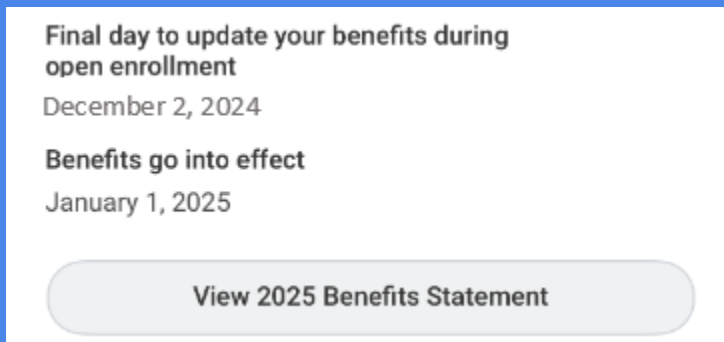 Final day to update your benefits during
open enrollment
December 2, 2024
Benefits go into effect
January 1, 2025
View 2025 Benefits Statement